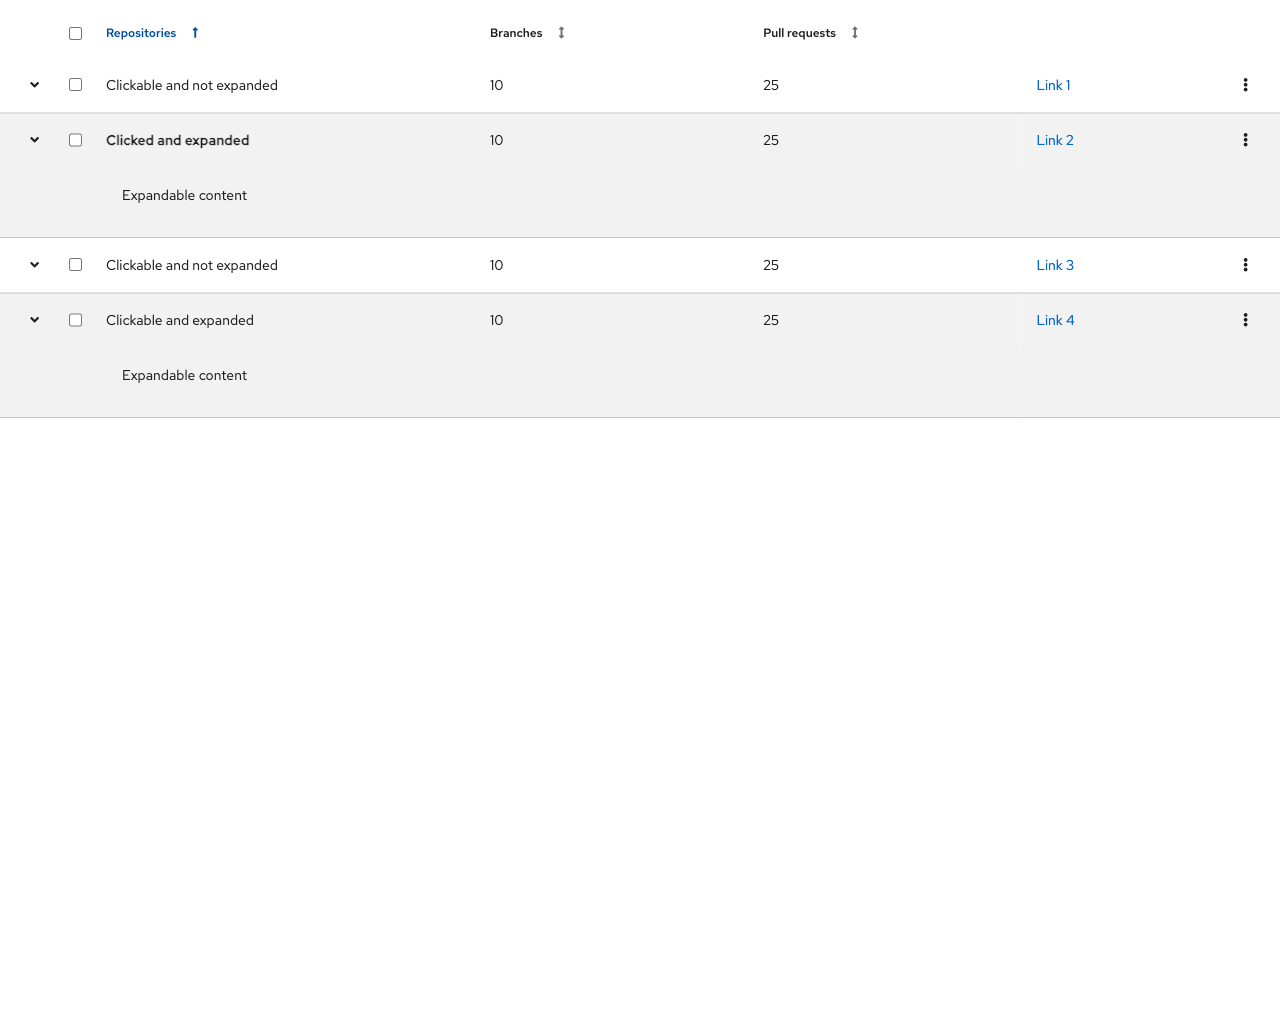 Repositories Branches Pull requests
Clickable and not expanded 10 25 Link 1
Clicked and expanded 10 25 Link 2
Expandable content
Clickable and not expanded 10 25 Link 3
Clickable and expanded 10 25 Link 4
Expandable content